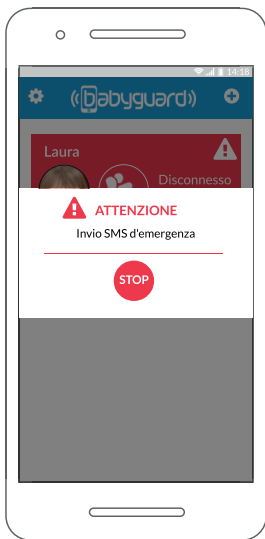 14:18
babyguard
Laura
Disconnesso
ATTENZIONE
Invio SMS d'emergenza
STOP